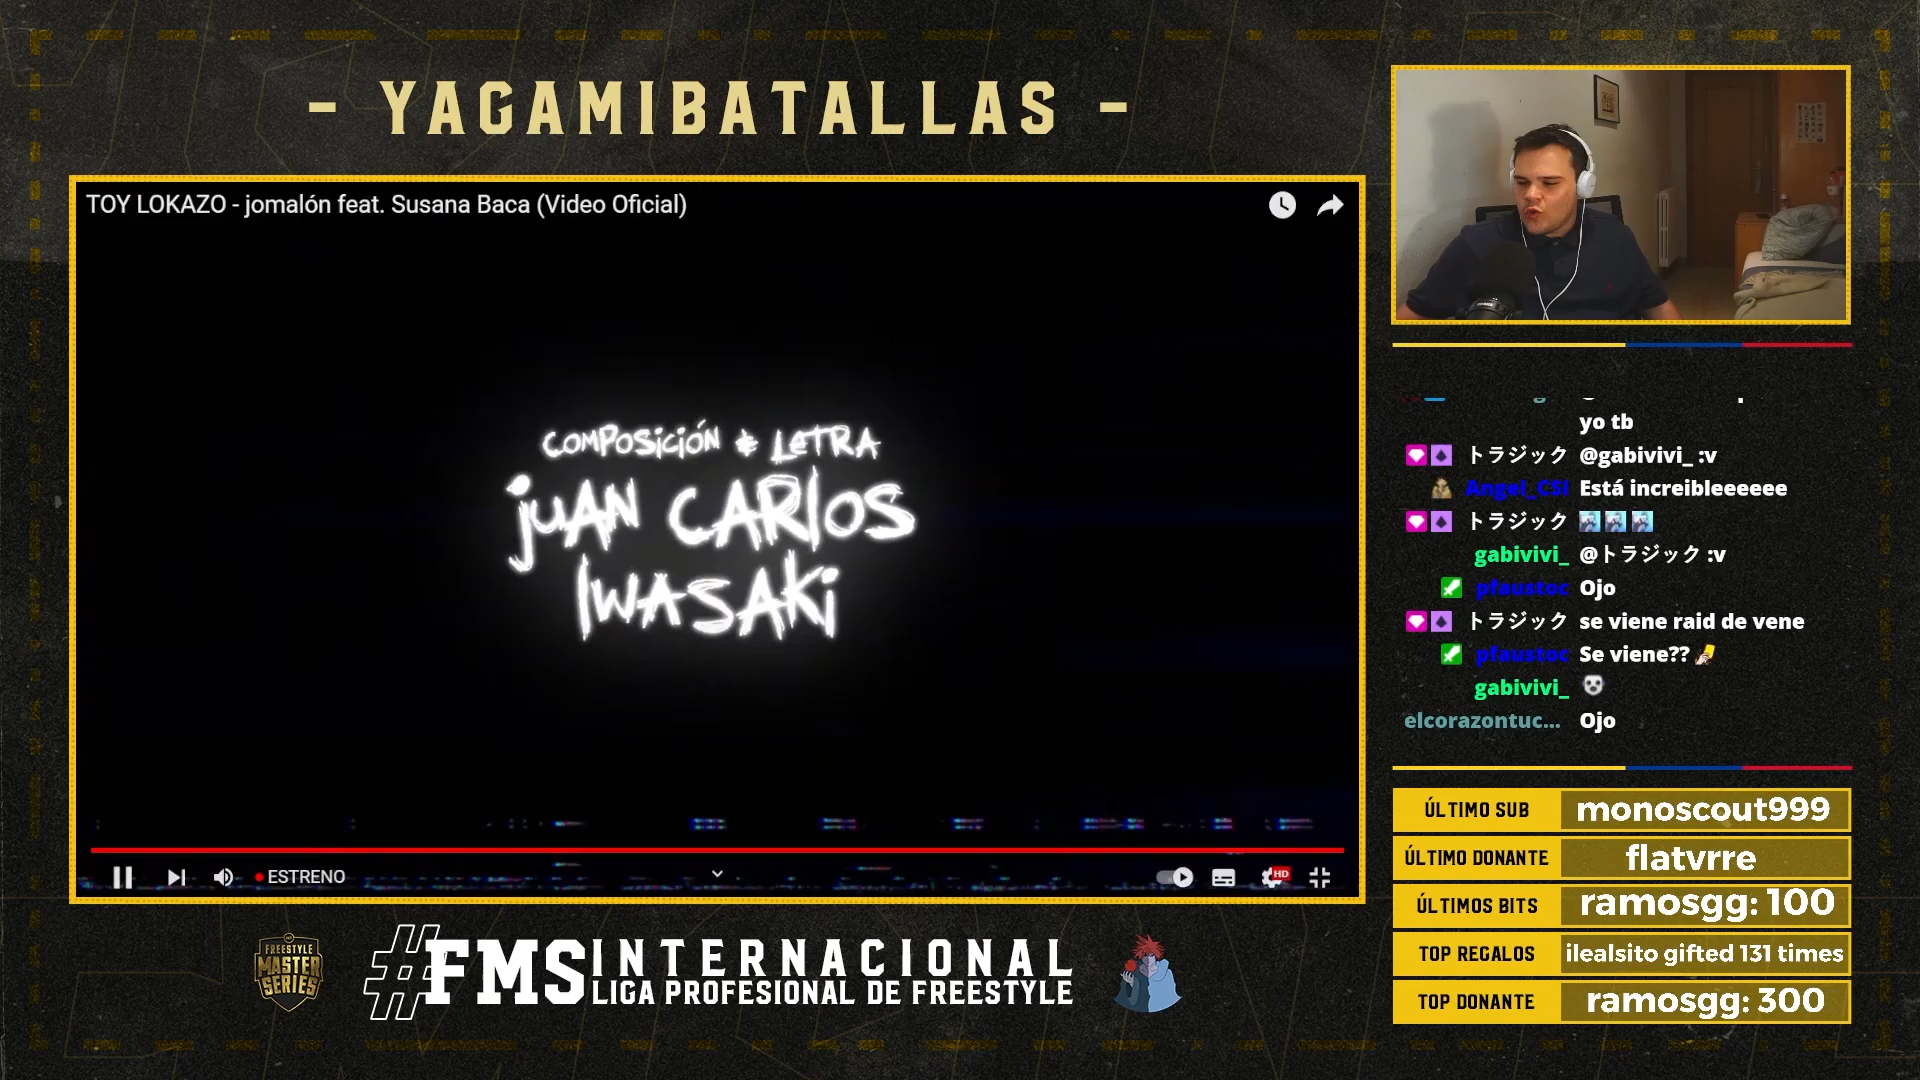 - YAGAMIBATALLAS -
TOY LOKAZO - jomalón feat. Susana Baca (Video Oficial)
COMPOSICIÓN & LETRA
JUAN CARLOS
IWASAKI
ESTRENO
HD
yo tb
トラジック @gabivivi_ :v
Angel_CSI Está increibleeeeee
トラジック
gabivivi_ @トラジック :v
pfaustoc Ojo
トラジック se viene raid de vene
pfaustoc Se viene??
gabivivi_
elcorazontuc... Ojo
ÚLTIMO SUB monoscout999
ÚLTIMO DONANTE flatvrre
ÚLTIMOS BITS ramosgg: 100
TOP REGALOS ilealsito gifted 131 times
TOP DONANTE ramosgg: 300
FREESTYLE
MASTER
SERIES
#FMS INTERNACIONAL
LIGA PROFESIONAL DE FREESTYLE